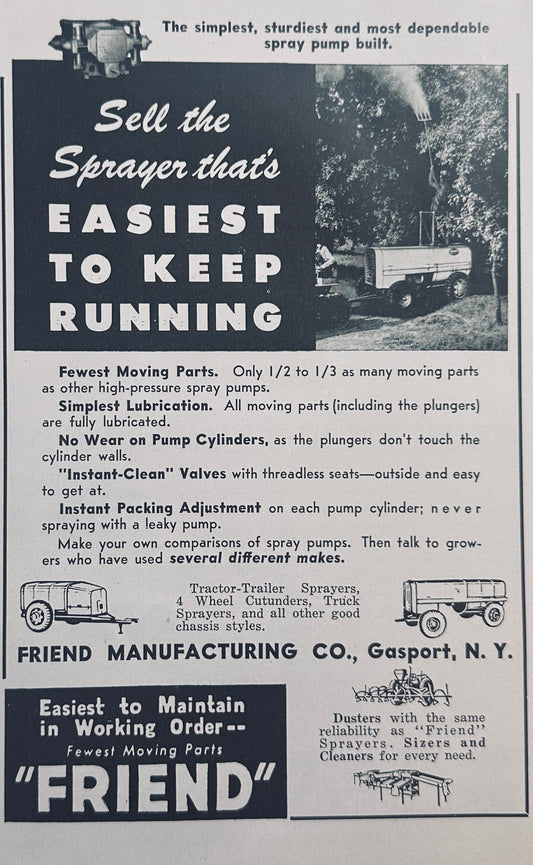 The simplest, sturdiest and most dependable
spray pump built.
Sell the
Sprayer that's
EASIEST
TO KEEP
RUNNING
Fewest Moving Parts. Only 1/2 to 1/3 as many moving parts
as other high-pressure spray pumps.
Simplest Lubrication. All moving parts (including the plungers)
are fully lubricated.
No Wear on Pump Cylinders, as the plungers don't touch the
cylinder walls.
"Instant-Clean" Valves with threadless seats—outside and easy
to get at.
Instant Packing Adjustment on each pump cylinder; never
spraying with a leaky pump.
Make your own comparisons of spray pumps. Then talk to grow-
ers who have used several different makes.
Tractor-Trailer Sprayers,
4 Wheel Cutunders, Truck
Sprayers, and all other good
chassis styles.
FRIEND MANUFACTURING CO., Gasport, N. Y.
Easiest to Maintain
in Working Order--
Fewest Moving Parts
"FRIEND"
Dusters with the same
reliability as "Friend"
Sprayers. Sizers and
Cleaners for every need.